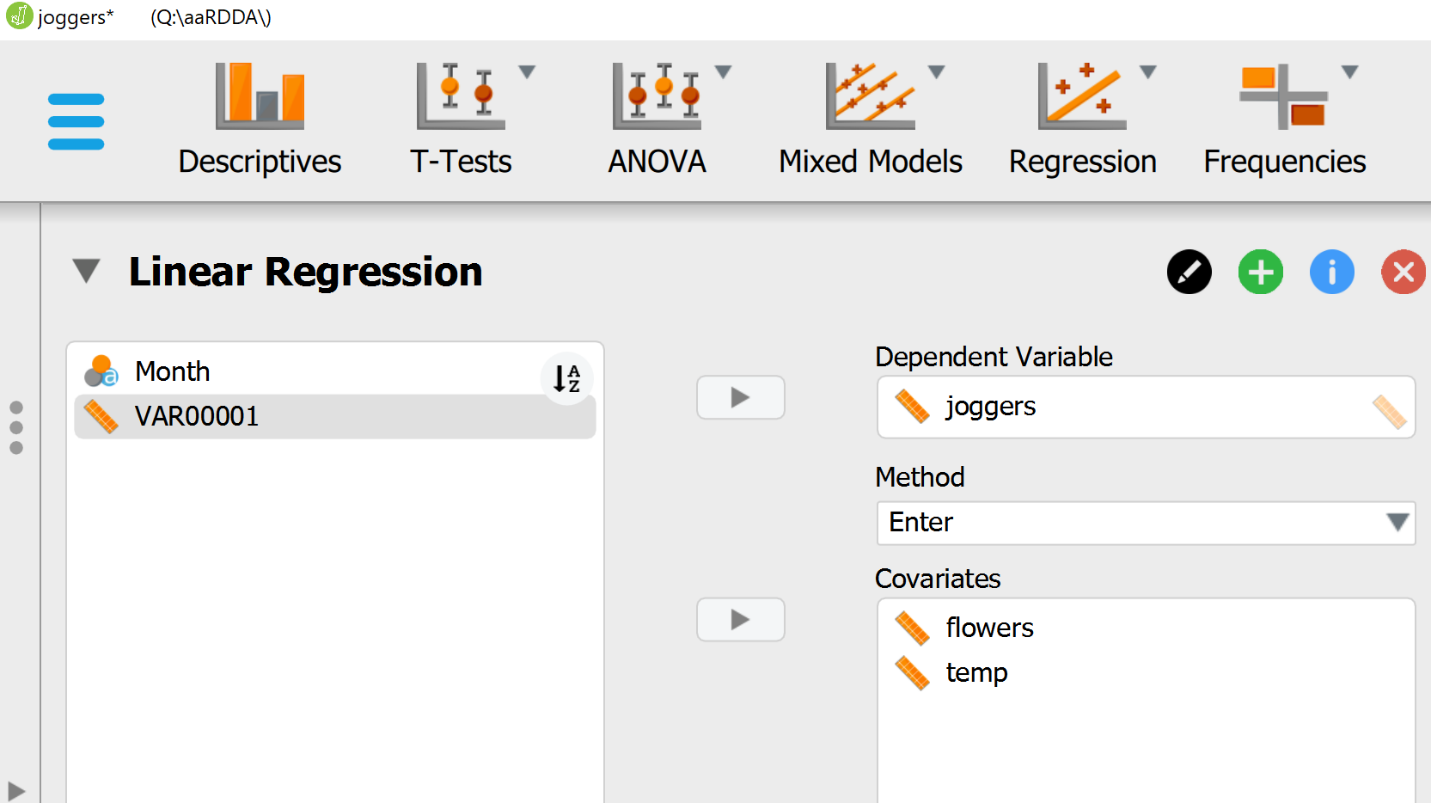 joggers* (Q:\aaRDDA\)
Descriptives T-Tests ANOVA Mixed Models Regression Frequencies
Linear Regression
Month
VAR00001
Dependent Variable
joggers
Method
Enter
Covariates
flowers
temp